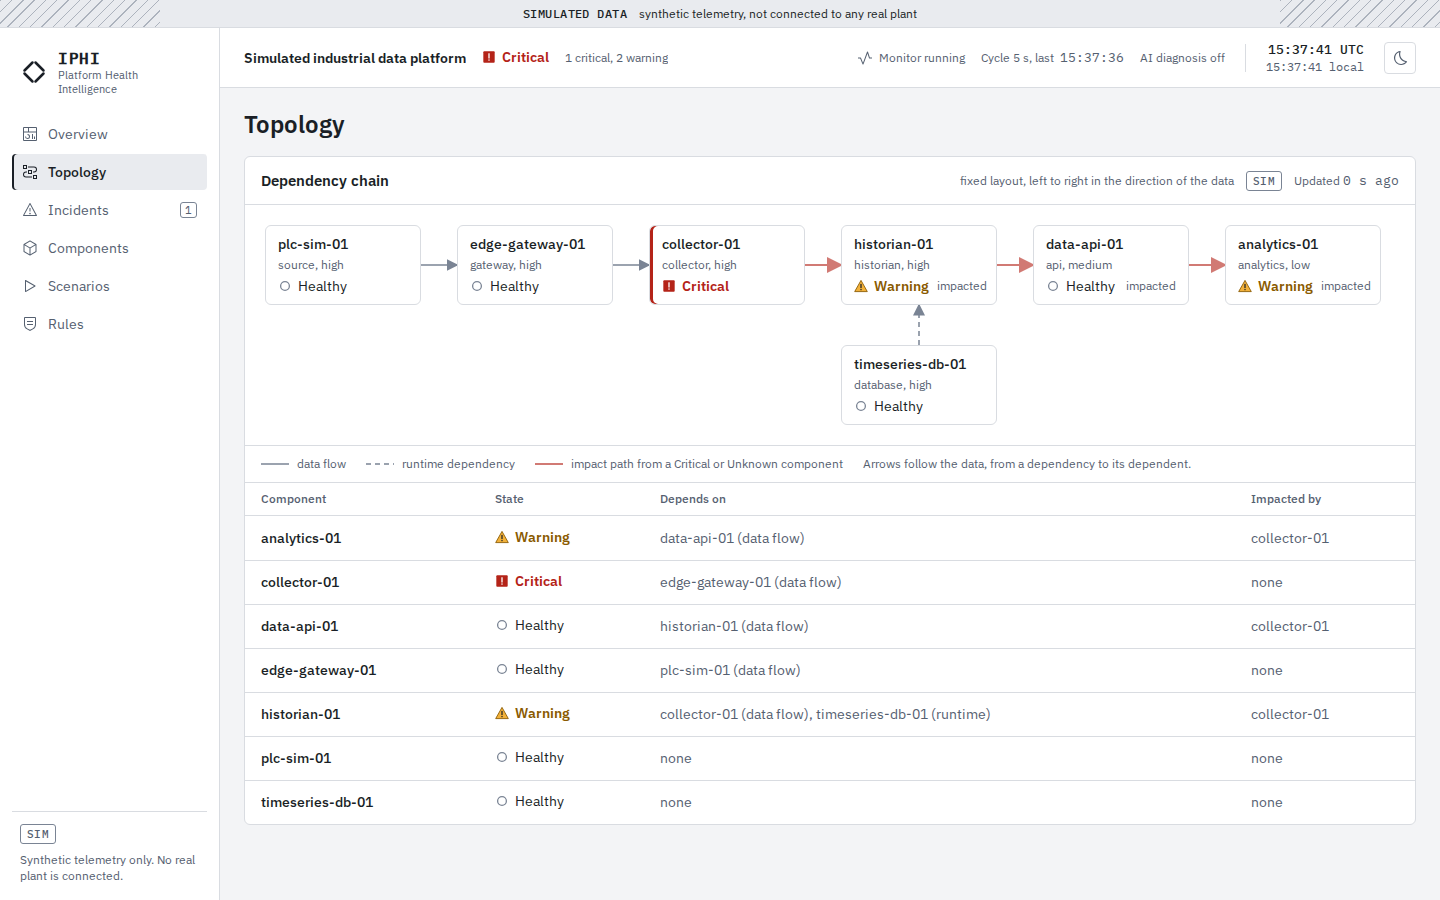 SIMULATED DATA synthetic telemetry, not connected to any real plant
IPHI
Platform Health
Intelligence
Overview
Topology
Incidents 1
Components
Scenarios
Rules
SIM
Synthetic telemetry only. No real
plant is connected.
Simulated industrial data platform Critical 1 critical, 2 warning Monitor running Cycle 5 s, last 15:37:36 AI diagnosis off
15:37:41 UTC
15:37:41 local
Topology
Dependency chain fixed layout, left to right in the direction of the data SIM Updated 0 s ago
plc-sim-01
source, high
Healthy
edge-gateway-01
gateway, high
Healthy
collector-01
collector, high
Critical
historian-01
historian, high
Warning impacted
data-api-01
api, medium
Healthy impacted
analytics-01
analytics, low
Warning impacted
timeseries-db-01
database, high
Healthy
data flow runtime dependency impact path from a Critical or Unknown component Arrows follow the data, from a dependency to its dependent.
Component State Depends on Impacted by
analytics-01 Warning data-api-01 (data flow) collector-01
collector-01 Critical edge-gateway-01 (data flow) none
data-api-01 Healthy historian-01 (data flow) collector-01
edge-gateway-01 Healthy plc-sim-01 (data flow) none
historian-01 Warning collector-01 (data flow), timeseries-db-01 (runtime) collector-01
plc-sim-01 Healthy none none
timeseries-db-01 Healthy none none